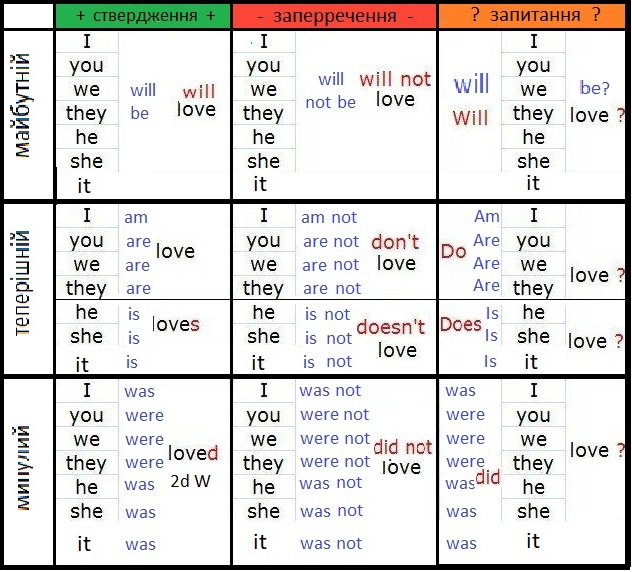 + ствердження +
- заперречення -
? запитання ?
майбутній
I
you
we
they
he
she
it
will
be
will
love
I
you
we
they
he
she
it
will
not be
will not
love
will
Will
I
you
we
they
he
she
it
be?
love ?
теперішній
I
you
we
they
he
she
it
am
are
are
are
is
is
is
love
loves
I
you
we
they
he
she
it
am not
are not
are not
are not
is not
is not
is not
don't
love
doesn't
love
Do
Does
Am
Are
Are
Are
Is
Is
Is
I
you
we
they
he
she
it
love ?
love ?
минулий
I
you
we
they
he
she
it
was
were
were
were
was
was
was
loved
2d W
I
you
we
they
he
she
it
was not
were not
were not
were not
was not
was not
was not
did not
love
was
were
were
were
was
was
was
did
I
you
we
they
he
she
it
love ?